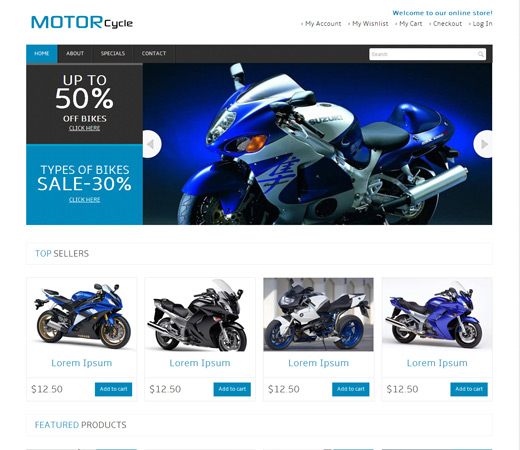 MOTOR Cycle
Welcome to our online store!
My Account
My Wishlist
My Cart
Checkout
Log In
HOME
ABOUT
SPECIALS
CONTACT
Search
UP TO
50%
OFF BIKES
CLICK HERE
TYPES OF BIKES
SALE-30%
CLICK HERE
SUZUKI
TOP SELLERS
Lorem Ipsum
Lorem Ipsum
Lorem Ipsum
Lorem Ipsum
$12.50
Add to cart
$12.50
Add to cart
$12.50
Add to cart
$12.50
Add to cart
FEATURED PRODUCTS